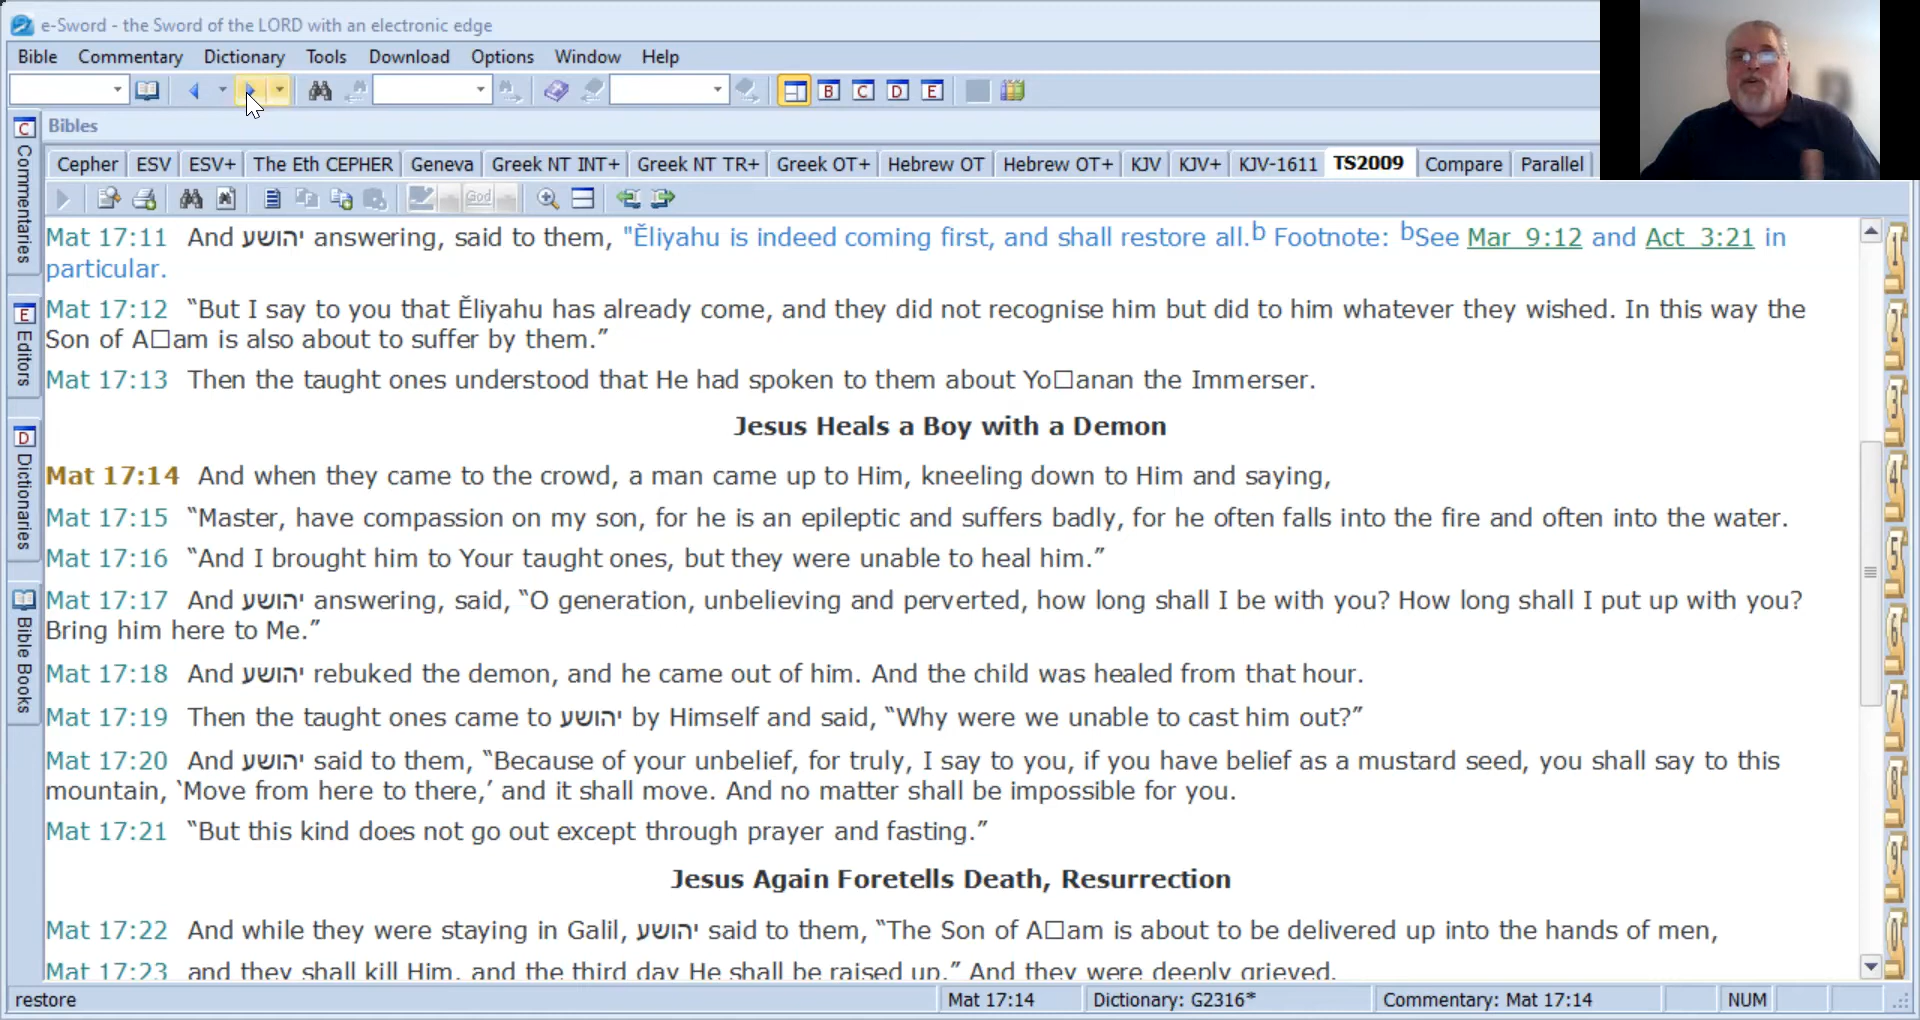 e-Sword - the Sword of the LORD with an electronic edge
Bible Commentary Dictionary Tools Download Options Window Help
B C D E
C Commentaries
Bibles
Cepher ESV ESV+ The Eth CEPHER Geneva Greek NT INT+ Greek NT TR+ Greek OT+ Hebrew OT Hebrew OT+ KJV KJV+ KJV-1611 TS2009 Compare Parallel
God
Mat 17:11 And יהושע answering, said to them, "Ĕliyahu is indeed coming first, and shall restore all.b Footnote: bSee Mar 9:12 and Act 3:21 in
particular.
Mat 17:12 “But I say to you that Ĕliyahu has already come, and they did not recognise him but did to him whatever they wished. In this way the
Son of A□am is also about to suffer by them.”
Mat 17:13 Then the taught ones understood that He had spoken to them about Yo□anan the Immerser.
Jesus Heals a Boy with a Demon
Mat 17:14 And when they came to the crowd, a man came up to Him, kneeling down to Him and saying,
Mat 17:15 “Master, have compassion on my son, for he is an epileptic and suffers badly, for he often falls into the fire and often into the water.
Mat 17:16 “And I brought him to Your taught ones, but they were unable to heal him.”
Mat 17:17 And יהושע answering, said, “O generation, unbelieving and perverted, how long shall I be with you? How long shall I put up with you?
Bring him here to Me.”
Mat 17:18 And יהושע rebuked the demon, and he came out of him. And the child was healed from that hour.
Mat 17:19 Then the taught ones came to יהושע by Himself and said, “Why were we unable to cast him out?”
Mat 17:20 And יהושע said to them, “Because of your unbelief, for truly, I say to you, if you have belief as a mustard seed, you shall say to this
mountain, ‘Move from here to there,’ and it shall move. And no matter shall be impossible for you.
Mat 17:21 “But this kind does not go out except through prayer and fasting.”
Jesus Again Foretells Death, Resurrection
Mat 17:22 And while they were staying in Galil, יהושע said to them, “The Son of A□am is about to be delivered up into the hands of men,
Mat 17:23 and they shall kill Him, and the third day He shall be raised up.” And they were deeply grieved.
E Editors
D Dictionaries
Bible Books
1
2
3
4
5
6
7
8
9
0
restore Mat 17:14 Dictionary: G2316* Commentary: Mat 17:14 NUM